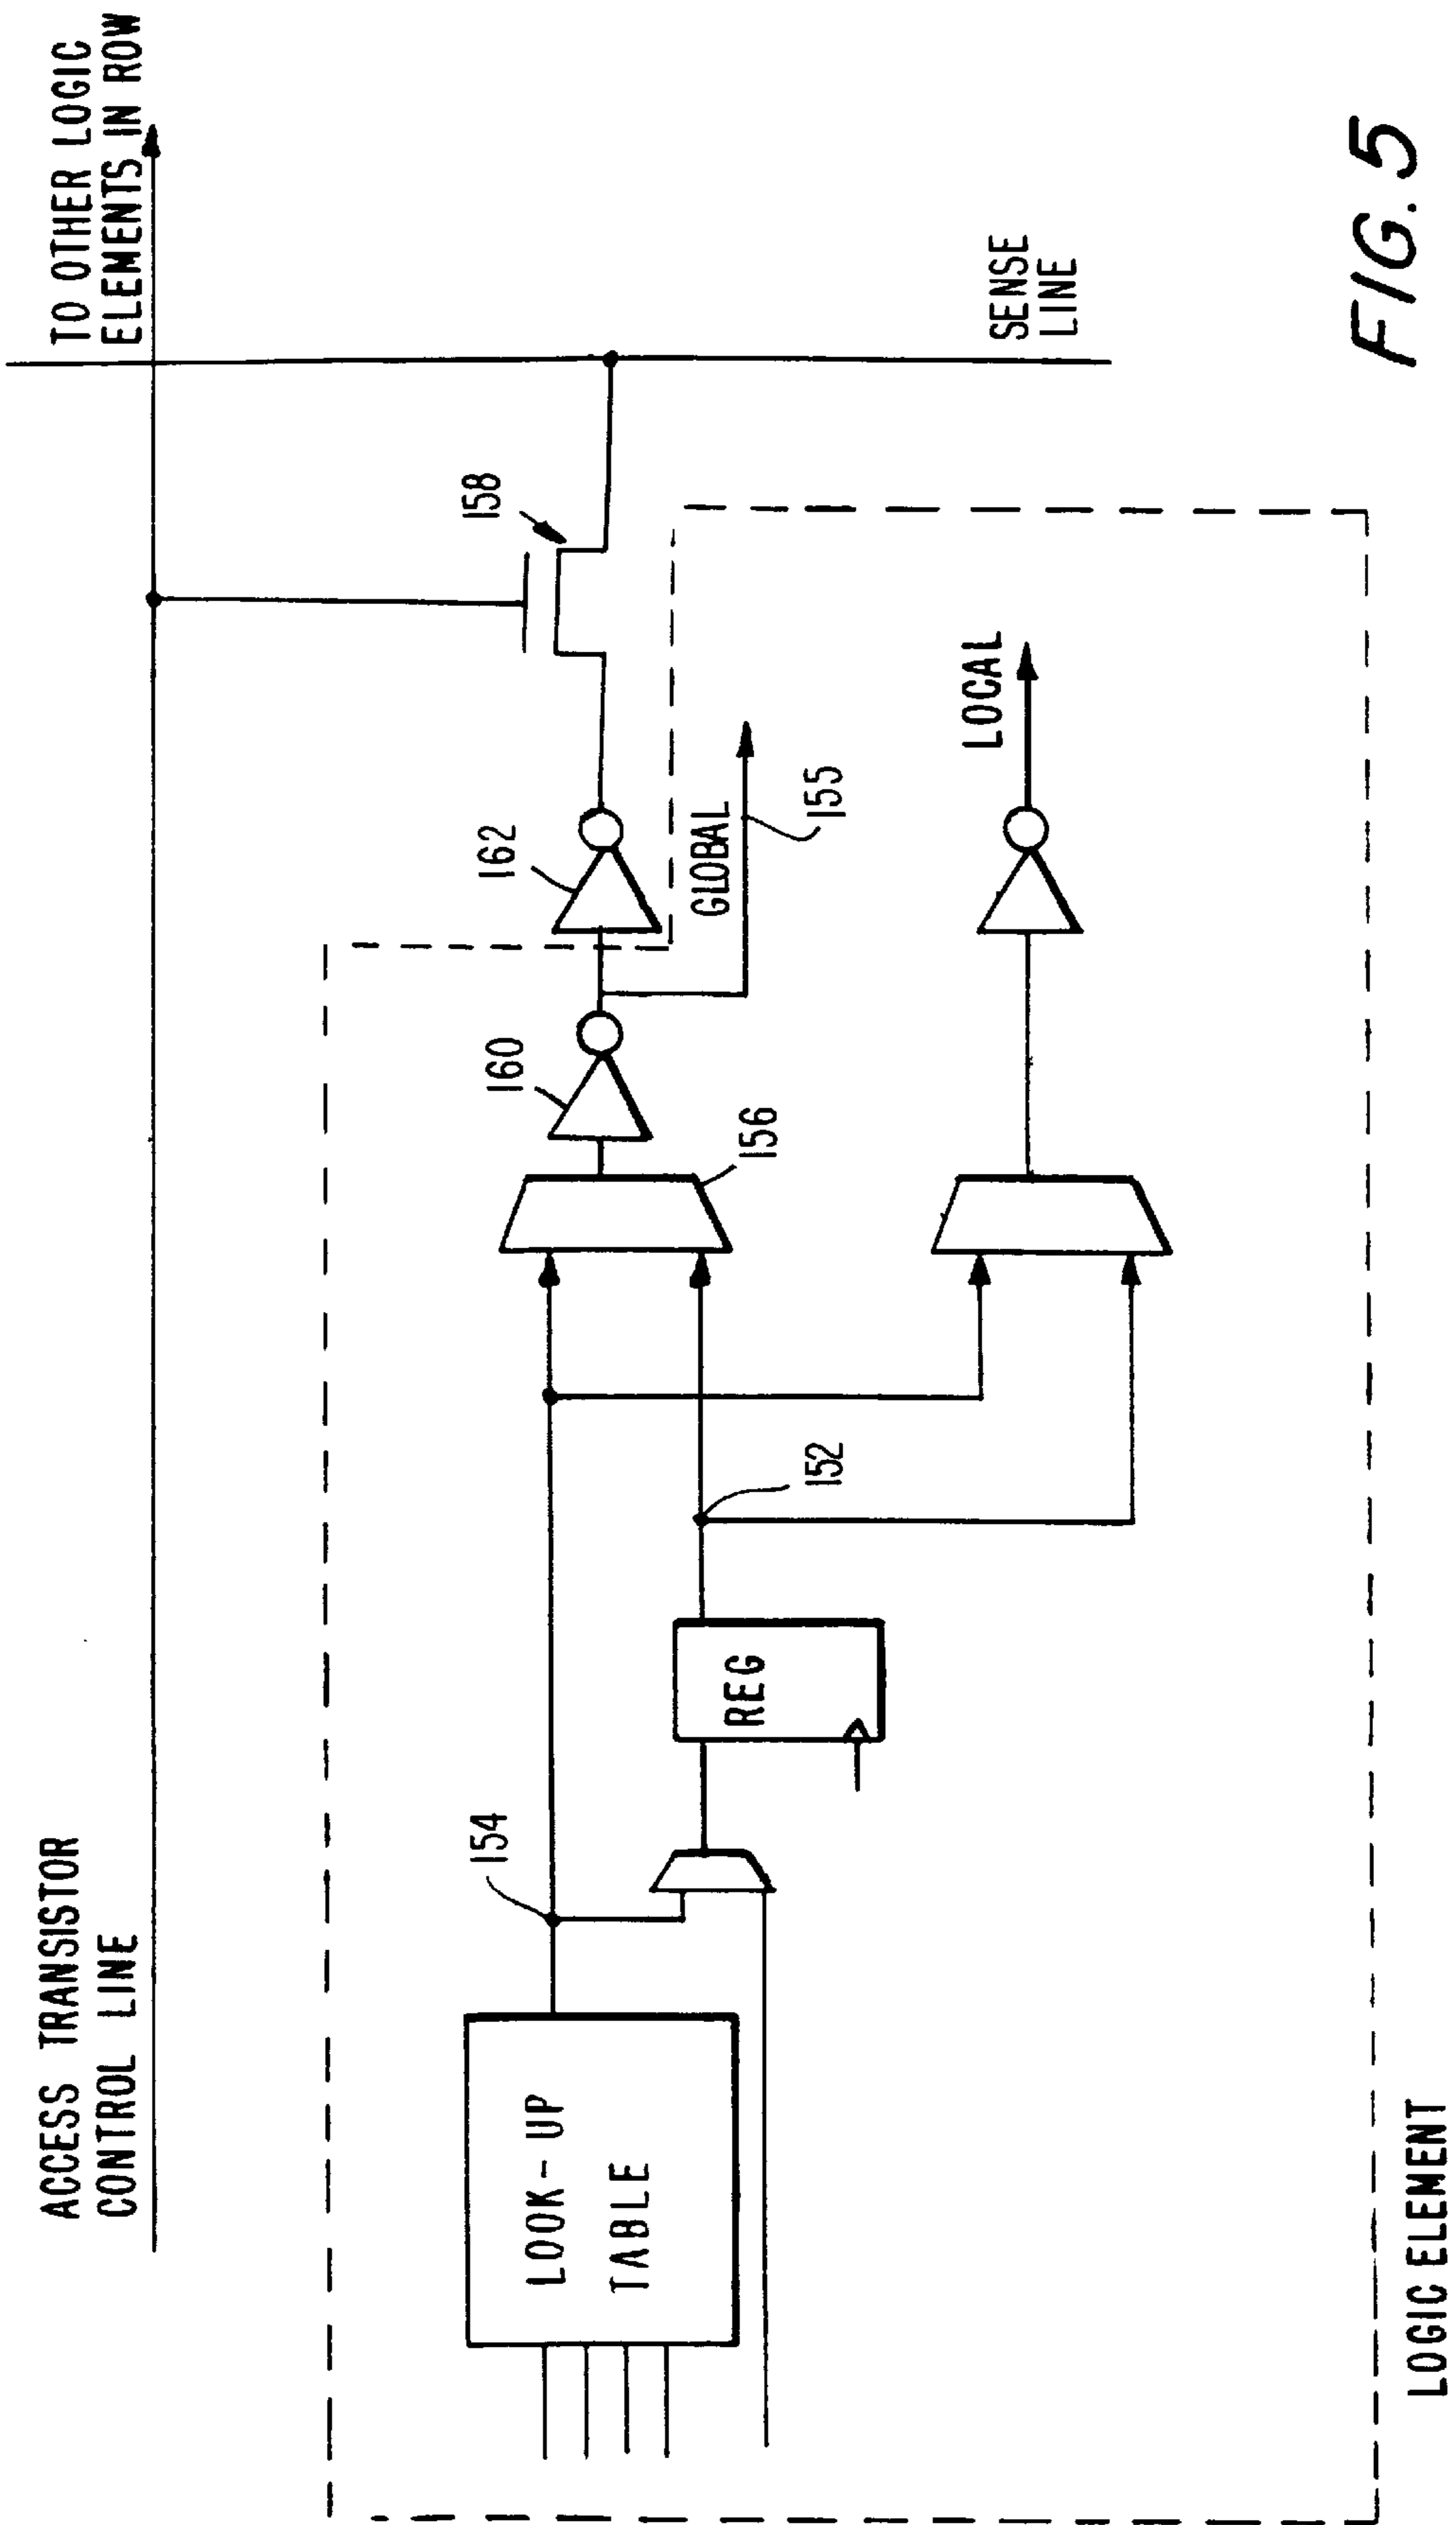 ACCESS TRANSISTOR
CONTROL LINE
TO OTHER LOGIC
ELEMENTS IN ROW
158
162
160
154
LOOK-UP
TABLE
REG
152
156
GLOBAL
155
LOCAL
SENSE
LINE
LOGIC ELEMENT
FIG. 5